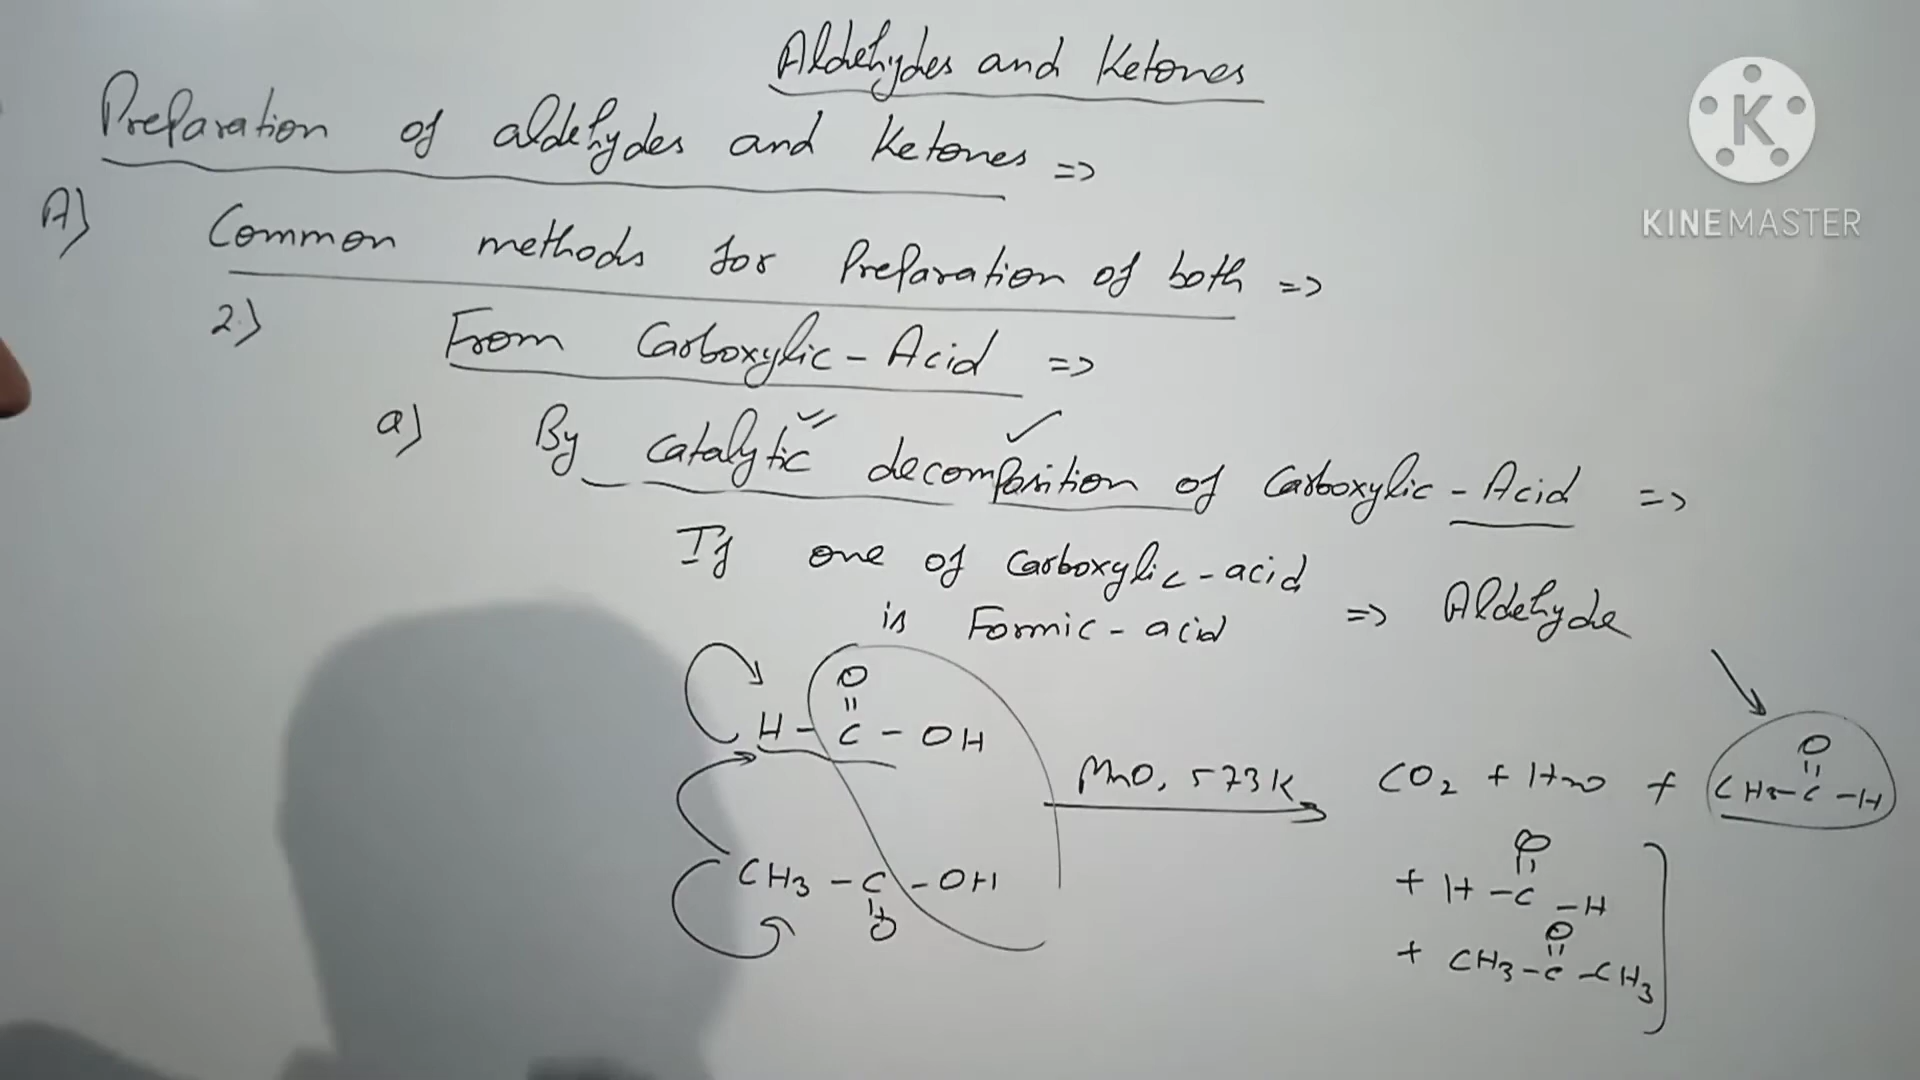 Aldehydes and Ketones
Preparation of aldehydes and Ketones =>
A) Common methods for Preparation of both =>
2) From Carboxylic-Acid =>
a) By catalytic decomposition of Carboxylic-Acid =>
If one of Carboxylic-acid
is Formic-acid => Aldehyde
O
||
H - C - OH
MnO, 573K
CO2 + H2O +
O
||
CH3-C-H
CH3 - C - OH
||
O
O
||
+ H-C-H
O
||
+ CH3-C-CH3
K
KINEMASTER